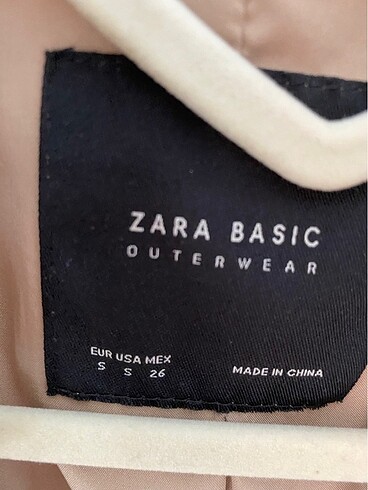 ZARA BASIC
OUTERWEAR
EUR USA MEX
S S 26
MADE IN CHINA